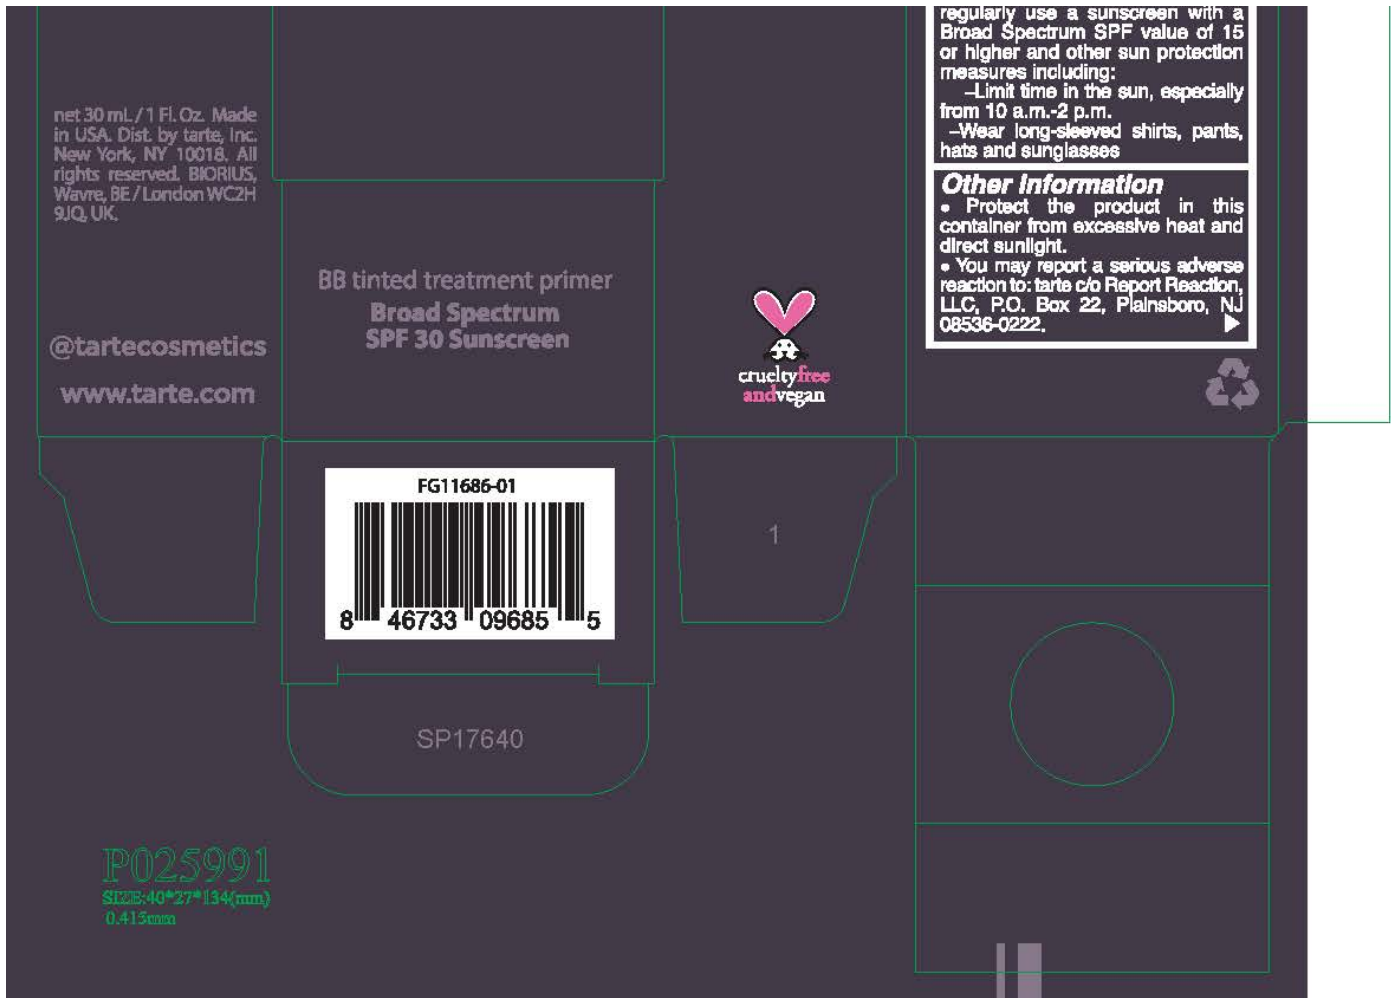 net 30 mL / 1 Fl. Oz. Made
in USA. Dist. by tarte, Inc.
New York, NY 10018. All
rights reserved. BIORIUS,
Wavre, BE / London WC2H
9JQ, UK.
@tartecosmetics
www.tarte.com
BB tinted treatment primer
Broad Spectrum
SPF 30 Sunscreen
crueltyfree
andvegan
regularly use a sunscreen with a
Broad Spectrum SPF value of 15
or higher and other sun protection
measures including:
–Limit time in the sun, especially
from 10 a.m.-2 p.m.
–Wear long-sleeved shirts, pants,
hats and sunglasses
Other Information
• Protect the product in this
container from excessive heat and
direct sunlight.
• You may report a serious adverse
reaction to: tarte c/o Report Reaction,
LLC, P.O. Box 22, Plainsboro, NJ
08536-0222.
FG11686-01
8 46733 09685 5
1
SP17640
P025991
SIZE:40*27*134(mm)
0.415mm